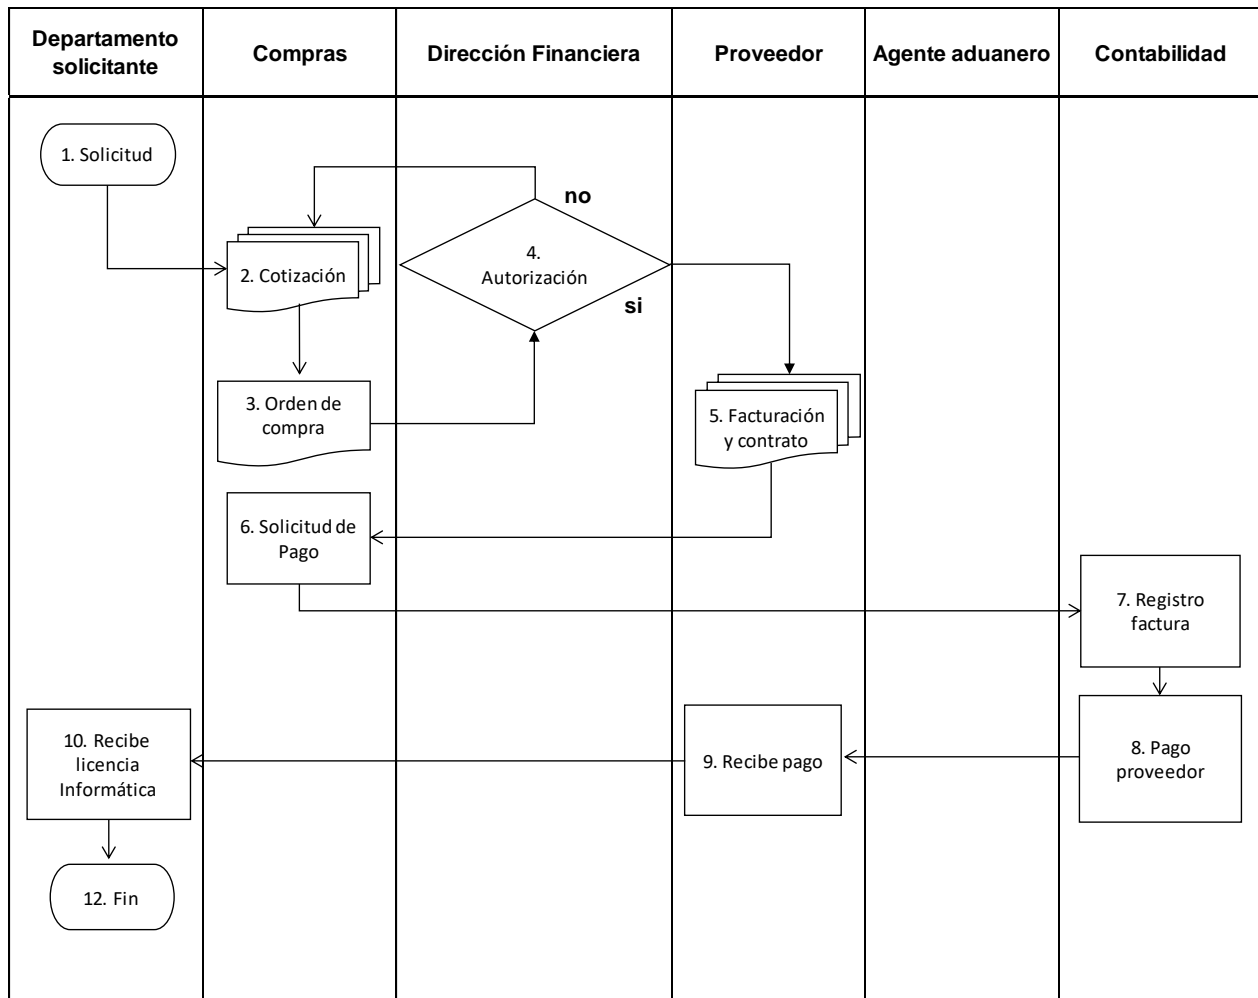 Departamento
solicitante
Compras
Dirección Financiera
Proveedor
Agente aduanero
Contabilidad
1. Solicitud
no
2. Cotización
4.
Autorización
si
3. Orden de
compra
5. Facturación
y contrato
6. Solicitud de
Pago
7. Registro
factura
10. Recibe
licencia
Informática
9. Recibe pago
8. Pago
proveedor
12. Fin